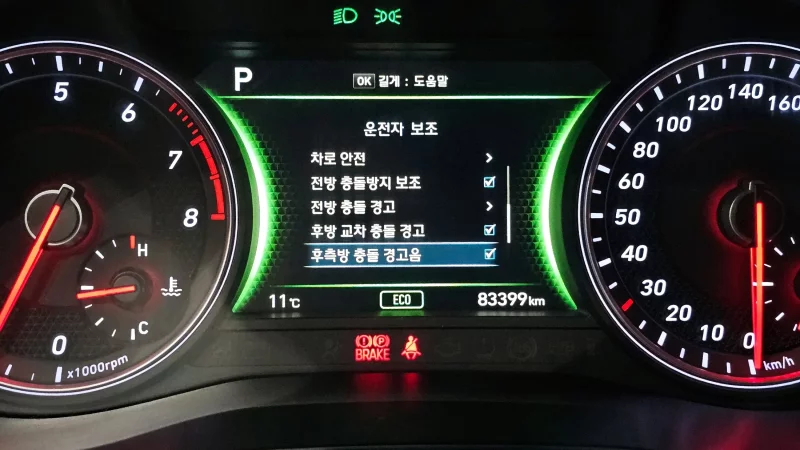 P
OK 길게 : 도움말
운전자 보조
차로 안전
전방 충돌방지 보조
전방 충돌 경고
후방 교차 충돌 경고
후측방 충돌 경고음
11℃ ECO 83399km
BRAKE
5
6
7
8
0
x1000rpm
H
C
0
10
20
30
40
50
60
80
100
120
140
160
km/h